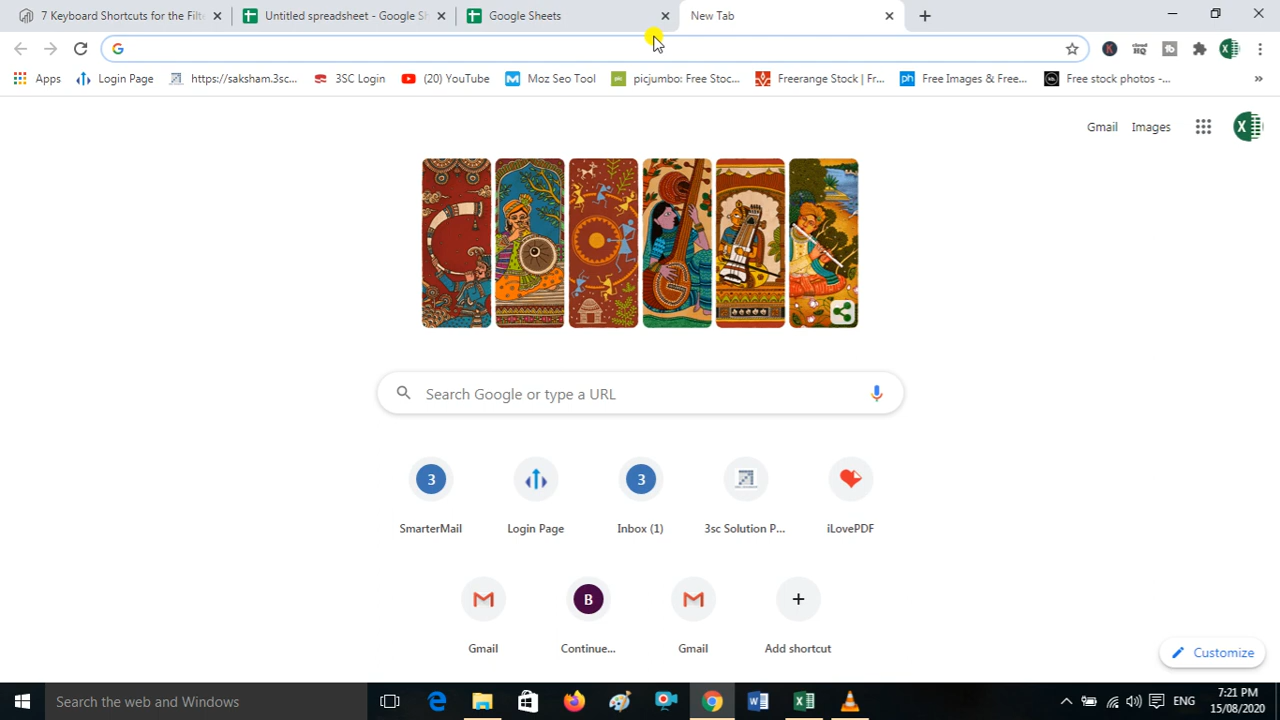 7 Keyboard Shortcuts for the Filte
Untitled spreadsheet - Google Sh
Google Sheets
New Tab
Apps
Login Page
https://saksham.3sc...
3SC Login
(20) YouTube
Moz Seo Tool
picjumbo: Free Stoc...
Freerange Stock | Fr...
Free Images & Free...
Free stock photos -...
»
Gmail
Images
Search Google or type a URL
3
3
SmarterMail
Login Page
Inbox (1)
3sc Solution P...
iLovePDF
B
Gmail
Continue...
Gmail
Add shortcut
Customize
Search the web and Windows
ENG
7:21 PM
15/08/2020